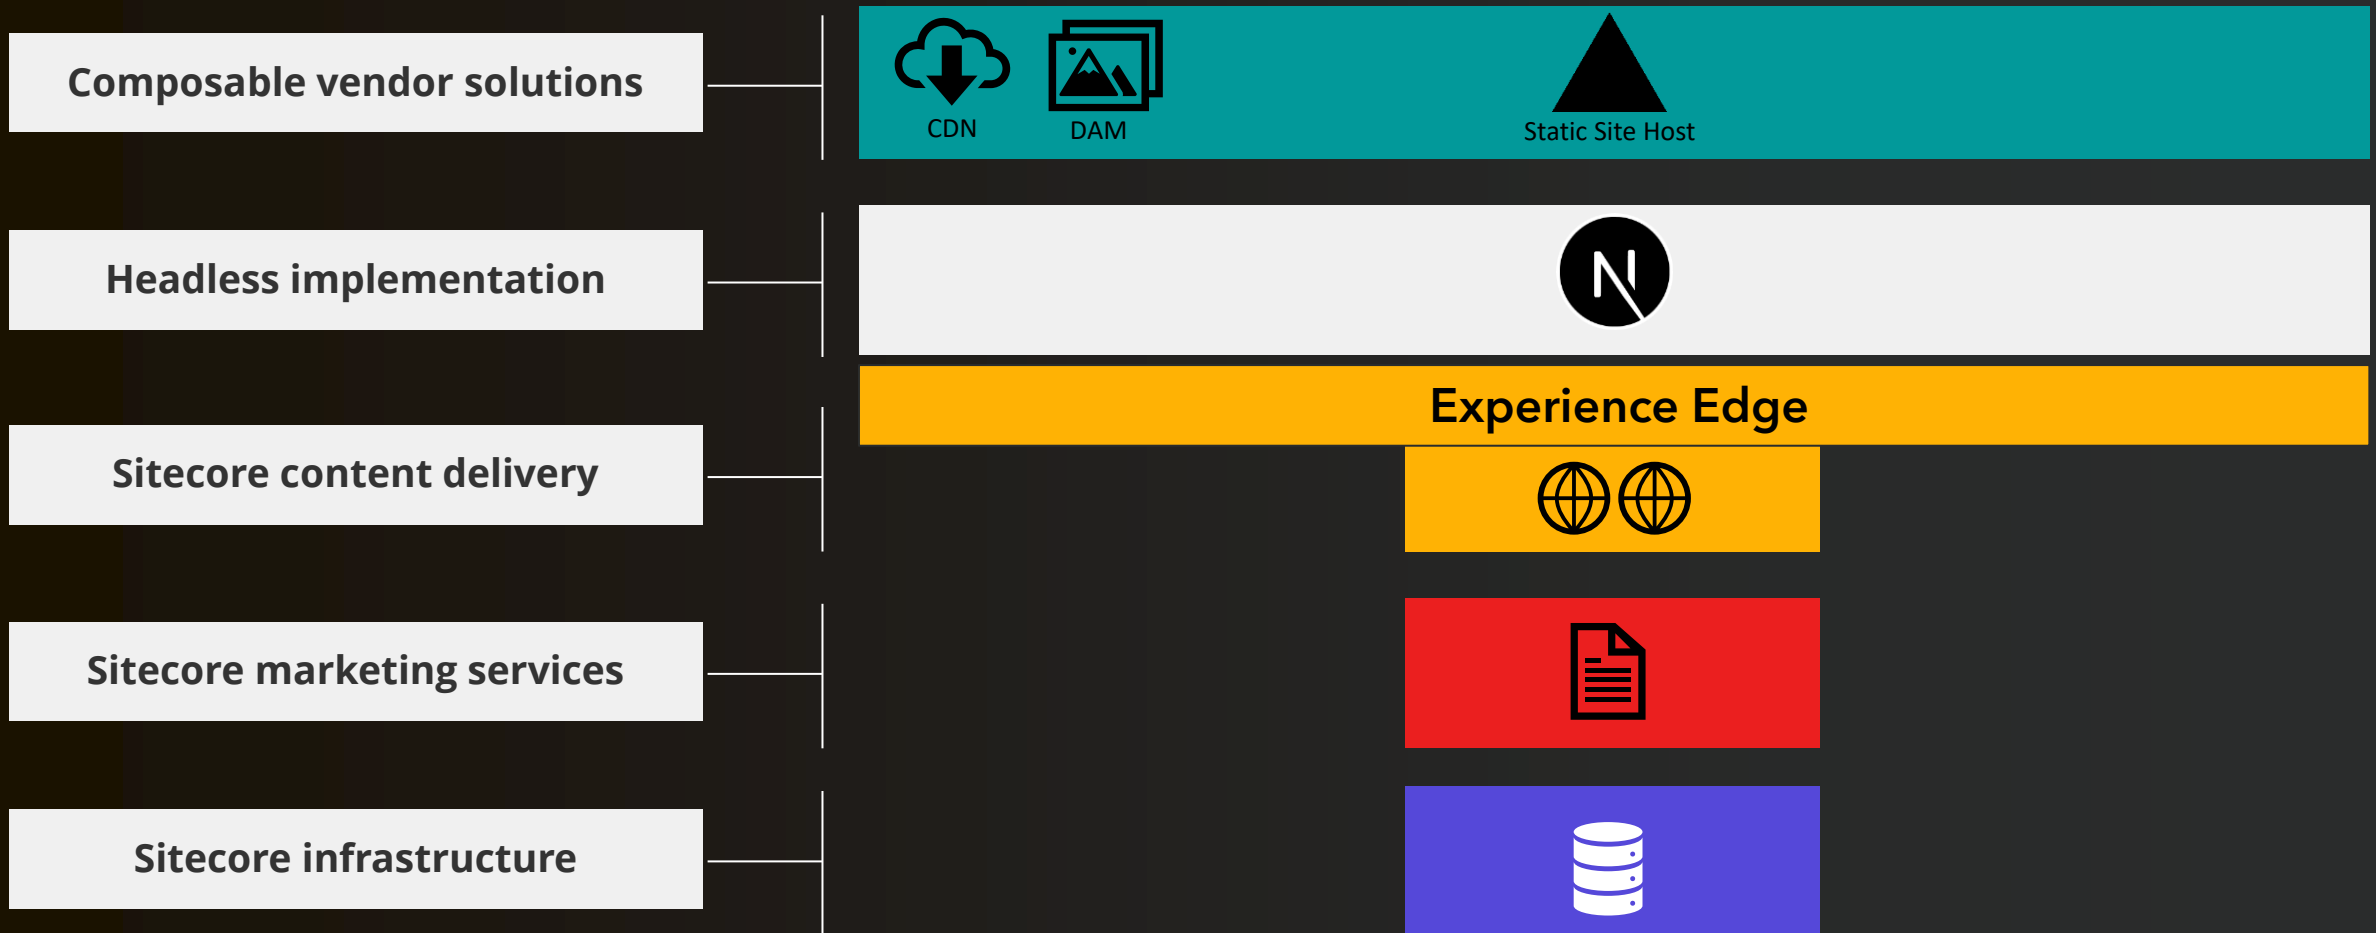 Composable vendor solutions
CDN
DAM
Static Site Host
Headless implementation
N
Experience Edge
Sitecore content delivery
Sitecore marketing services
Sitecore infrastructure